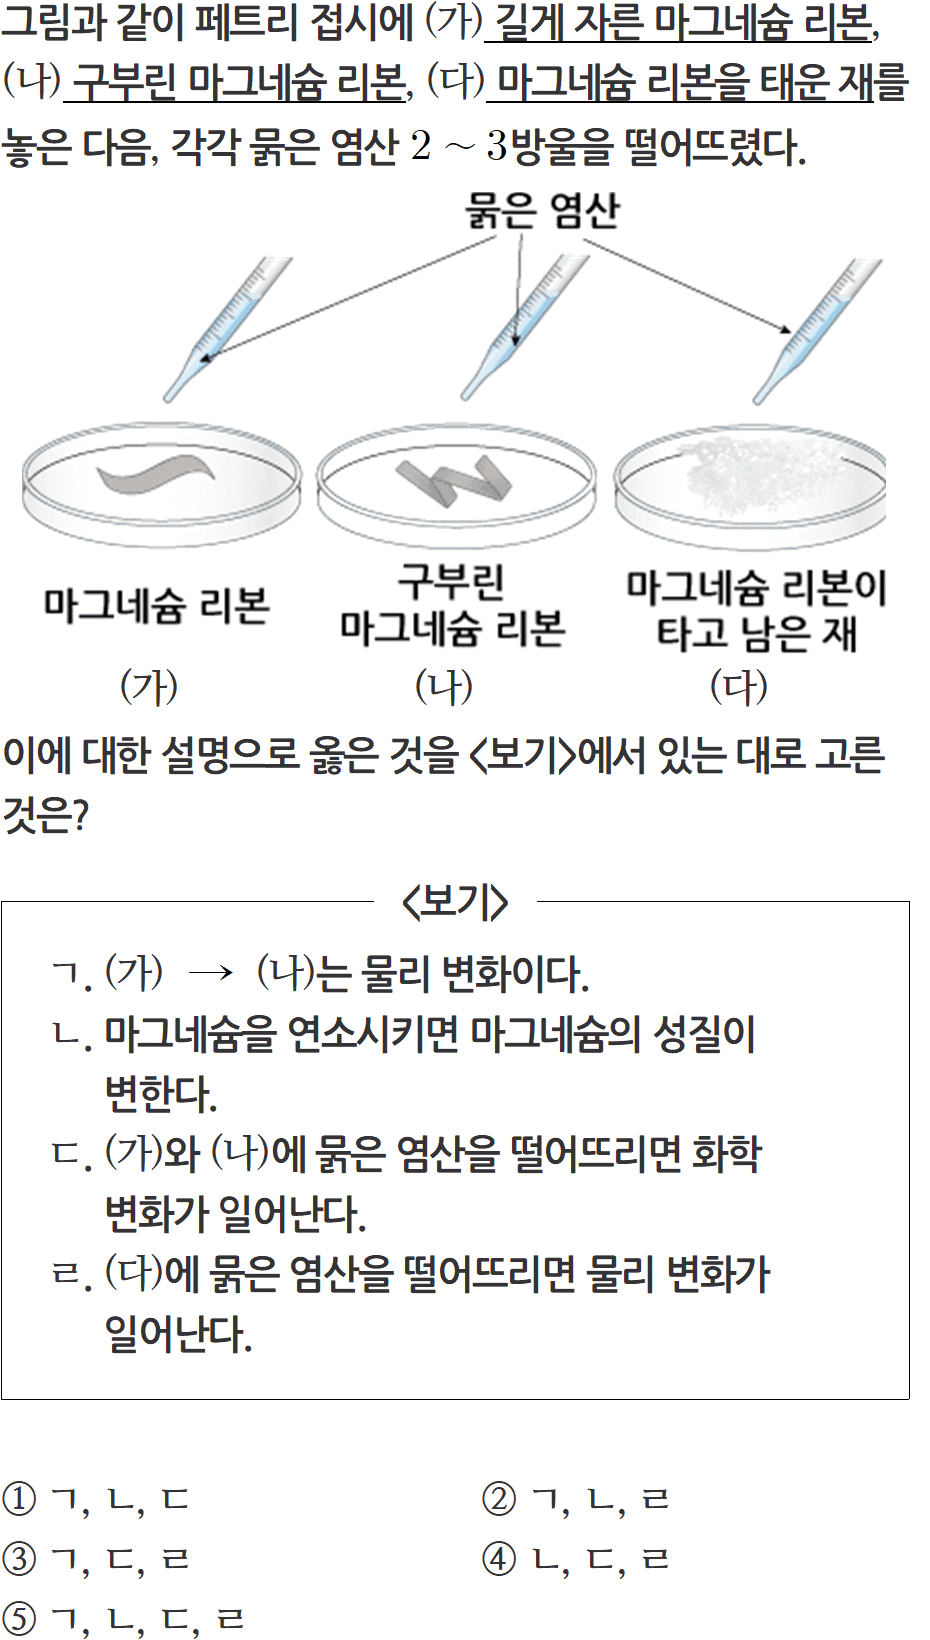 그림과 같이 페트리 접시에 (가) 길게 자른 마그네슘 리본,
(나) 구부린 마그네슘 리본, (다) 마그네슘 리본을 태운 재를
놓은 다음, 각각 묽은 염산 2 ~ 3방울을 떨어뜨렸다.
묽은 염산
마그네슘 리본
구부린
마그네슘 리본
마그네슘 리본이
타고 남은 재
(가) (나) (다)
이에 대한 설명으로 옳은 것을 <보기>에서 있는 대로 고른
것은?
<보기>
ㄱ. (가) → (나)는 물리 변화이다.
ㄴ. 마그네슘을 연소시키면 마그네슘의 성질이
변한다.
ㄷ. (가)와 (나)에 묽은 염산을 떨어뜨리면 화학
변화가 일어난다.
ㄹ. (다)에 묽은 염산을 떨어뜨리면 물리 변화가
일어난다.
① ㄱ, ㄴ, ㄷ ② ㄱ, ㄴ, ㄹ
③ ㄱ, ㄷ, ㄹ ④ ㄴ, ㄷ, ㄹ
⑤ ㄱ, ㄴ, ㄷ, ㄹ